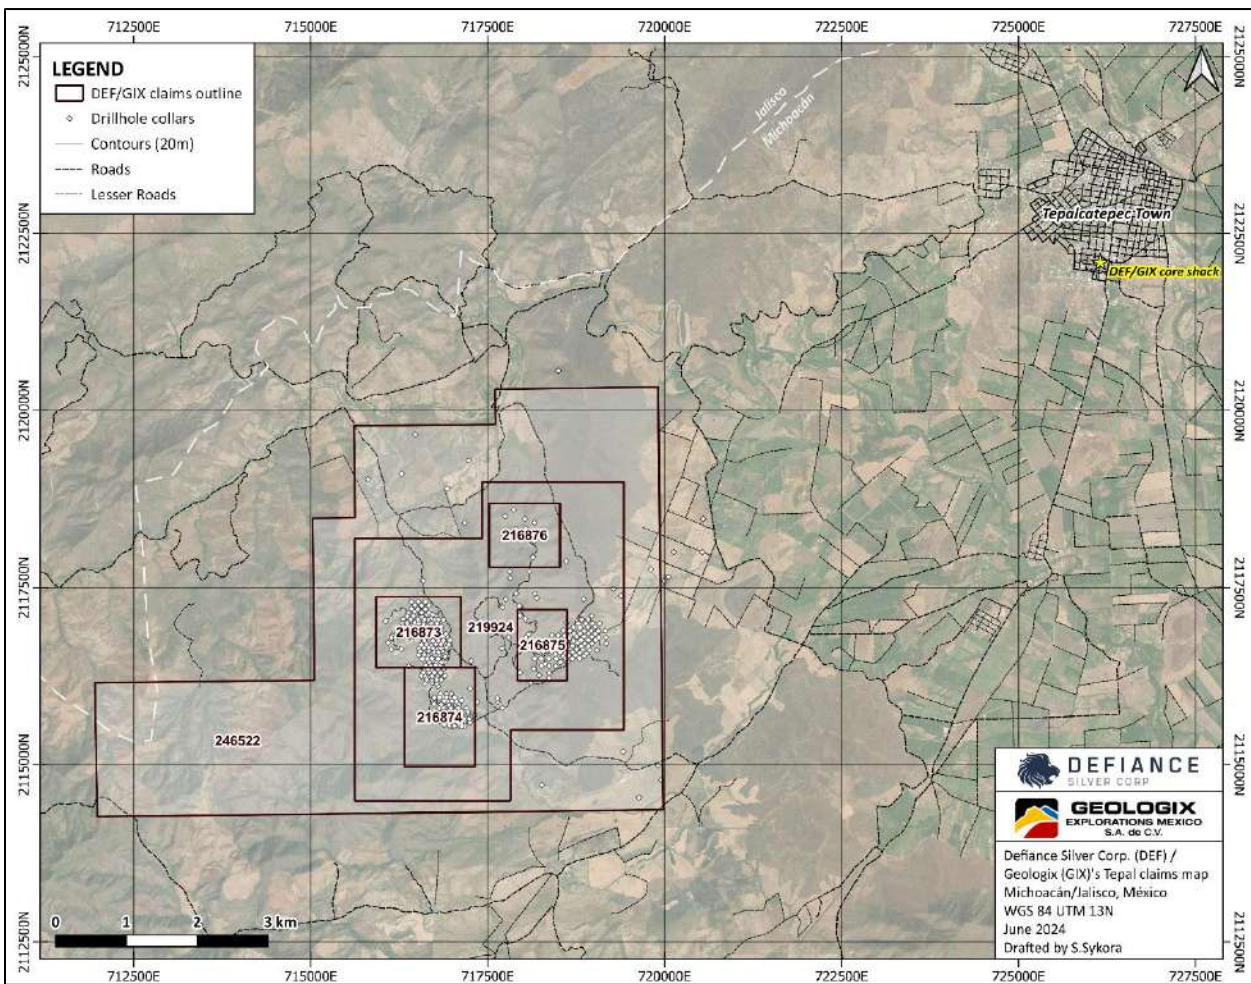 712500E 715000E 717500E 720000E 722500E 725000E 727500E
2125000N
2125000N
LEGEND
DEF/GIX claims outline
Drillhole collars
Contours (20m)
Roads
Lesser Roads
Jalisco
Michoacán
Tepalcatepec Town
2122500N
2122500N
DEF/GIX core shack
2120000N
2120000N
216876
2117500N
2117500N
216873
219924
216875
216874
246522
2115000N
2115000N
DEFIANCE
SILVER CORP
GEOLOGIX
EXPLORATIONS MEXICO
S.A. de C.V.
Defiance Silver Corp. (DEF) /
Geologix (GIX)'s Tepal claims map
Michoacán/Jalisco, México
WGS 84 UTM 13N
June 2024
Drafted by S.Sykora
0 1 2 3 km
2112500N
2112500N
712500E 715000E 717500E 720000E 722500E 725000E 727500E